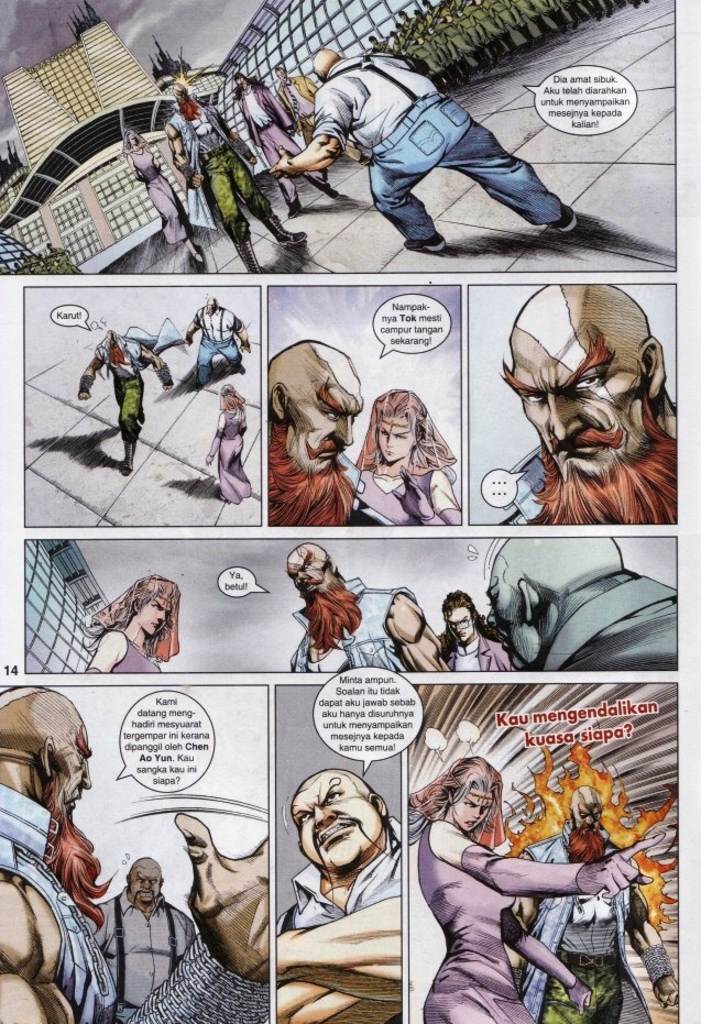 Dia amat sibuk.
Aku telah diarahkan
untuk menyampaikan
mesejnya kepada
kalian!
Karut!
Nampak-
nya Tok mesti
campur tangan
sekarang!
...
...
Ya,
betul!
14
Kami
datang meng-
hadiri mesyuarat
tergempar ini kerana
dipanggil oleh Chen
Ao Yun. Kau
sangka kau ini
siapa?
Minta ampun.
Soalan itu tidak
dapat aku jawab sebab
aku hanya disuruhnya
untuk menyampaikan
mesejnya kepada
kamu semua!
Kau mengendalikan
kuasa siapa?